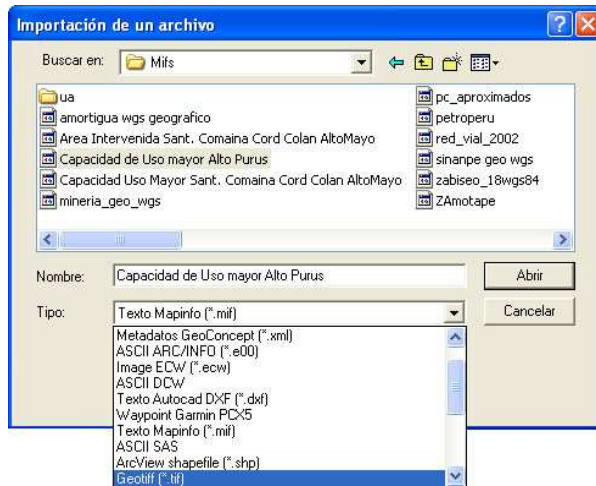 Importación de un archivo
Buscar en: Mifs
ua
amortigua wgs geografico
Area Intervenida Sant. Comaina Cord Colan AltoMayo
Capacidad de Uso mayor Alto Purus
Capacidad Uso Mayor Sant. Comaina Cord Colan AltoMayo
mineria_geo_wgs
pc_aproximados
petroperu
red_vial_2002
sinanpe geo wgs
zabiseo_18wgs84
ZAmotape
Nombre: Capacidad de Uso mayor Alto Purus
Abrir
Tipo: Texto Mapinfo (*.mif)
Cancelar
Metadatos GeoConcept (*.xml)
ASCII ARC/INFO (*.e00)
Image ECW (*.ecw)
ASCII DCW
Texto Autocad DXF (*.dxf)
Waypoint Garmin PCX5
Texto Mapinfo (*.mif)
ASCII SAS
ArcView shapefile (*.shp)
Geotiff (*.tif)